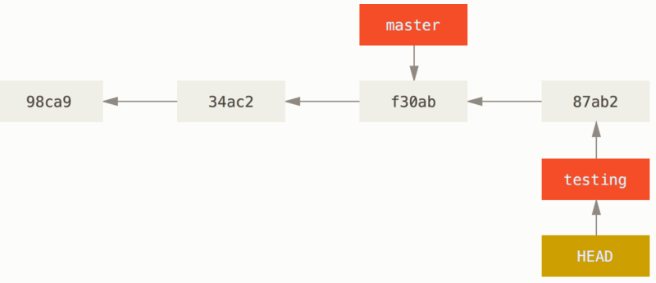 master
98ca9
34ac2
f30ab
87ab2
testing
HEAD